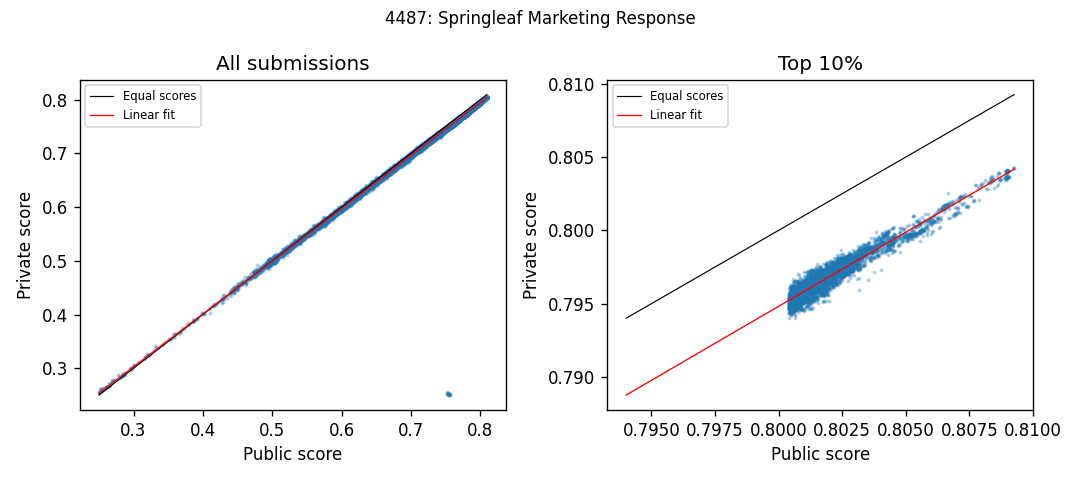 4487: Springleaf Marketing Response
All submissions
Equal scores
Linear fit
Private score
0.8
0.7
0.6
0.5
0.4
0.3
0.3 0.4 0.5 0.6 0.7 0.8
Public score
Top 10%
Equal scores
Linear fit
Private score
0.810
0.805
0.800
0.795
0.790
0.7950 0.7975 0.8000 0.8025 0.8050 0.8075 0.8100
Public score